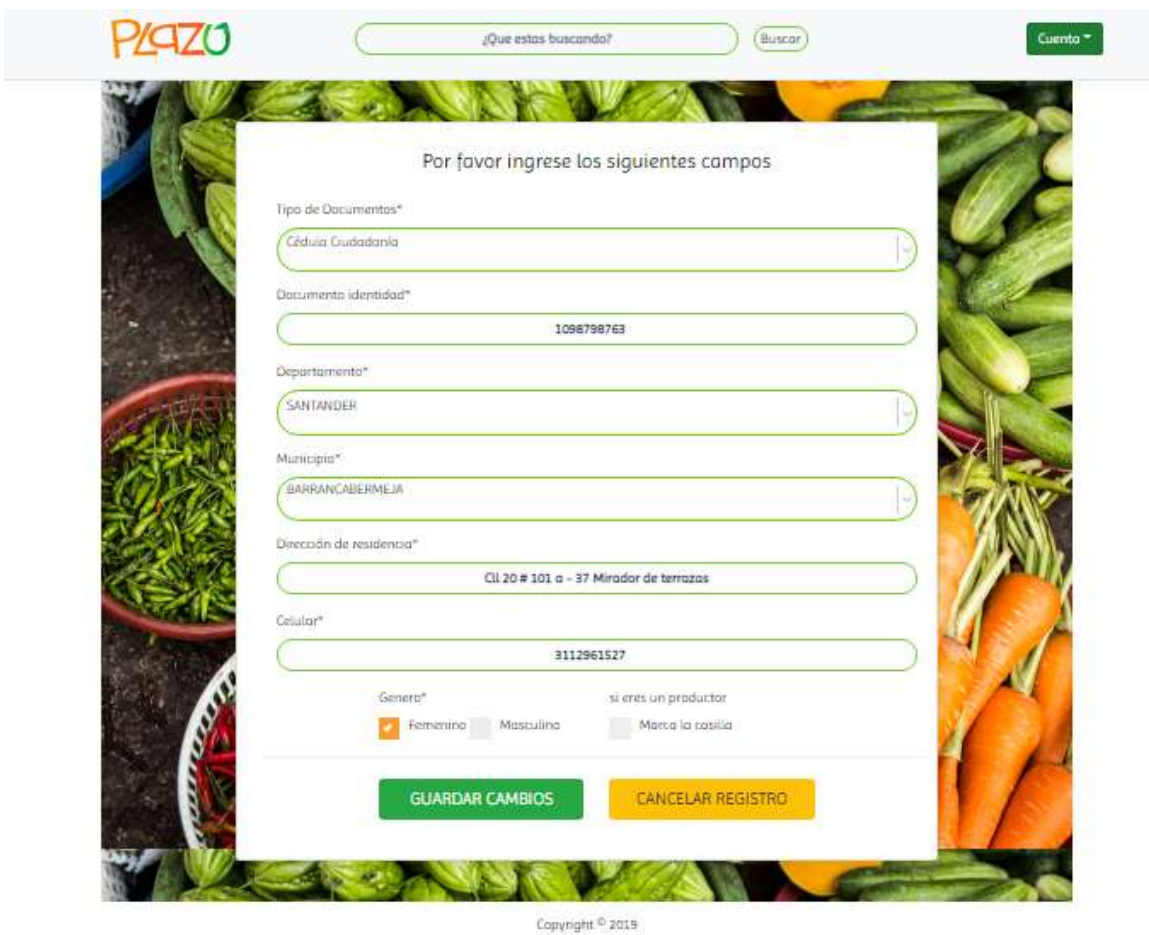 PLAZU
¿Que estas buscando?
Buscar
Cuenta
Por favor ingrese los siguientes campos
Tipo de Documentos*
Cédula Ciudadanía
Documento identidad*
1098798763
Departamento*
SANTANDER
Municipio*
BARRANCABERMEJA
Dirección de residencia*
Cll 20 # 101 a - 37 Mirador de terrazas
Celular*
3112961527
Genero* si eres un productor
Femenino Masculino Marca la casilla
GUARDAR CAMBIOS CANCELAR REGISTRO
Copyright © 2019